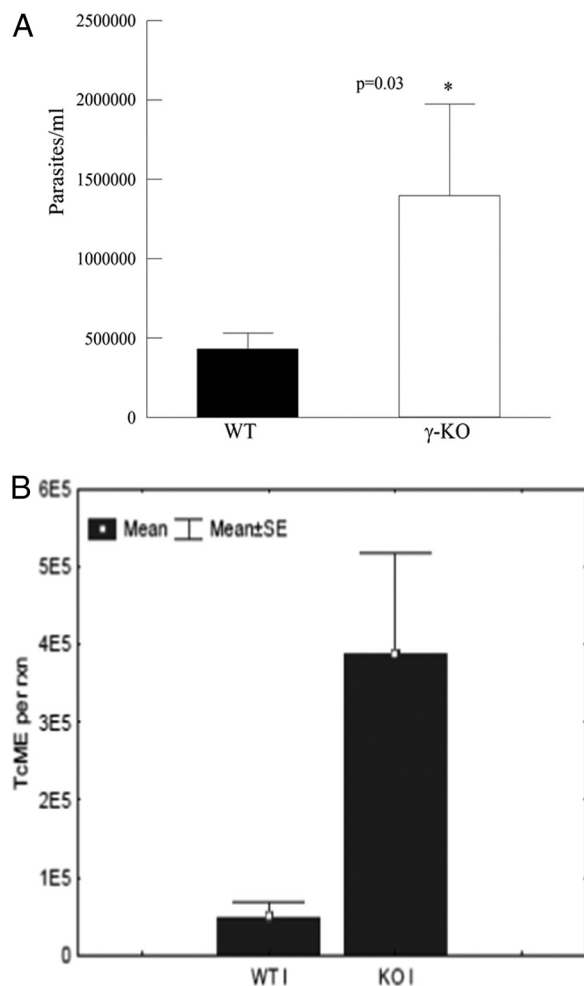 A
2500000
2000000
1500000
1000000
500000
0
Parasites/ml
p=0.03 *
WT γ-KO
B
6E5
5E5
4E5
3E5
2E5
1E5
0
TcME per rxn
Mean Mean±SE
WT I KO I